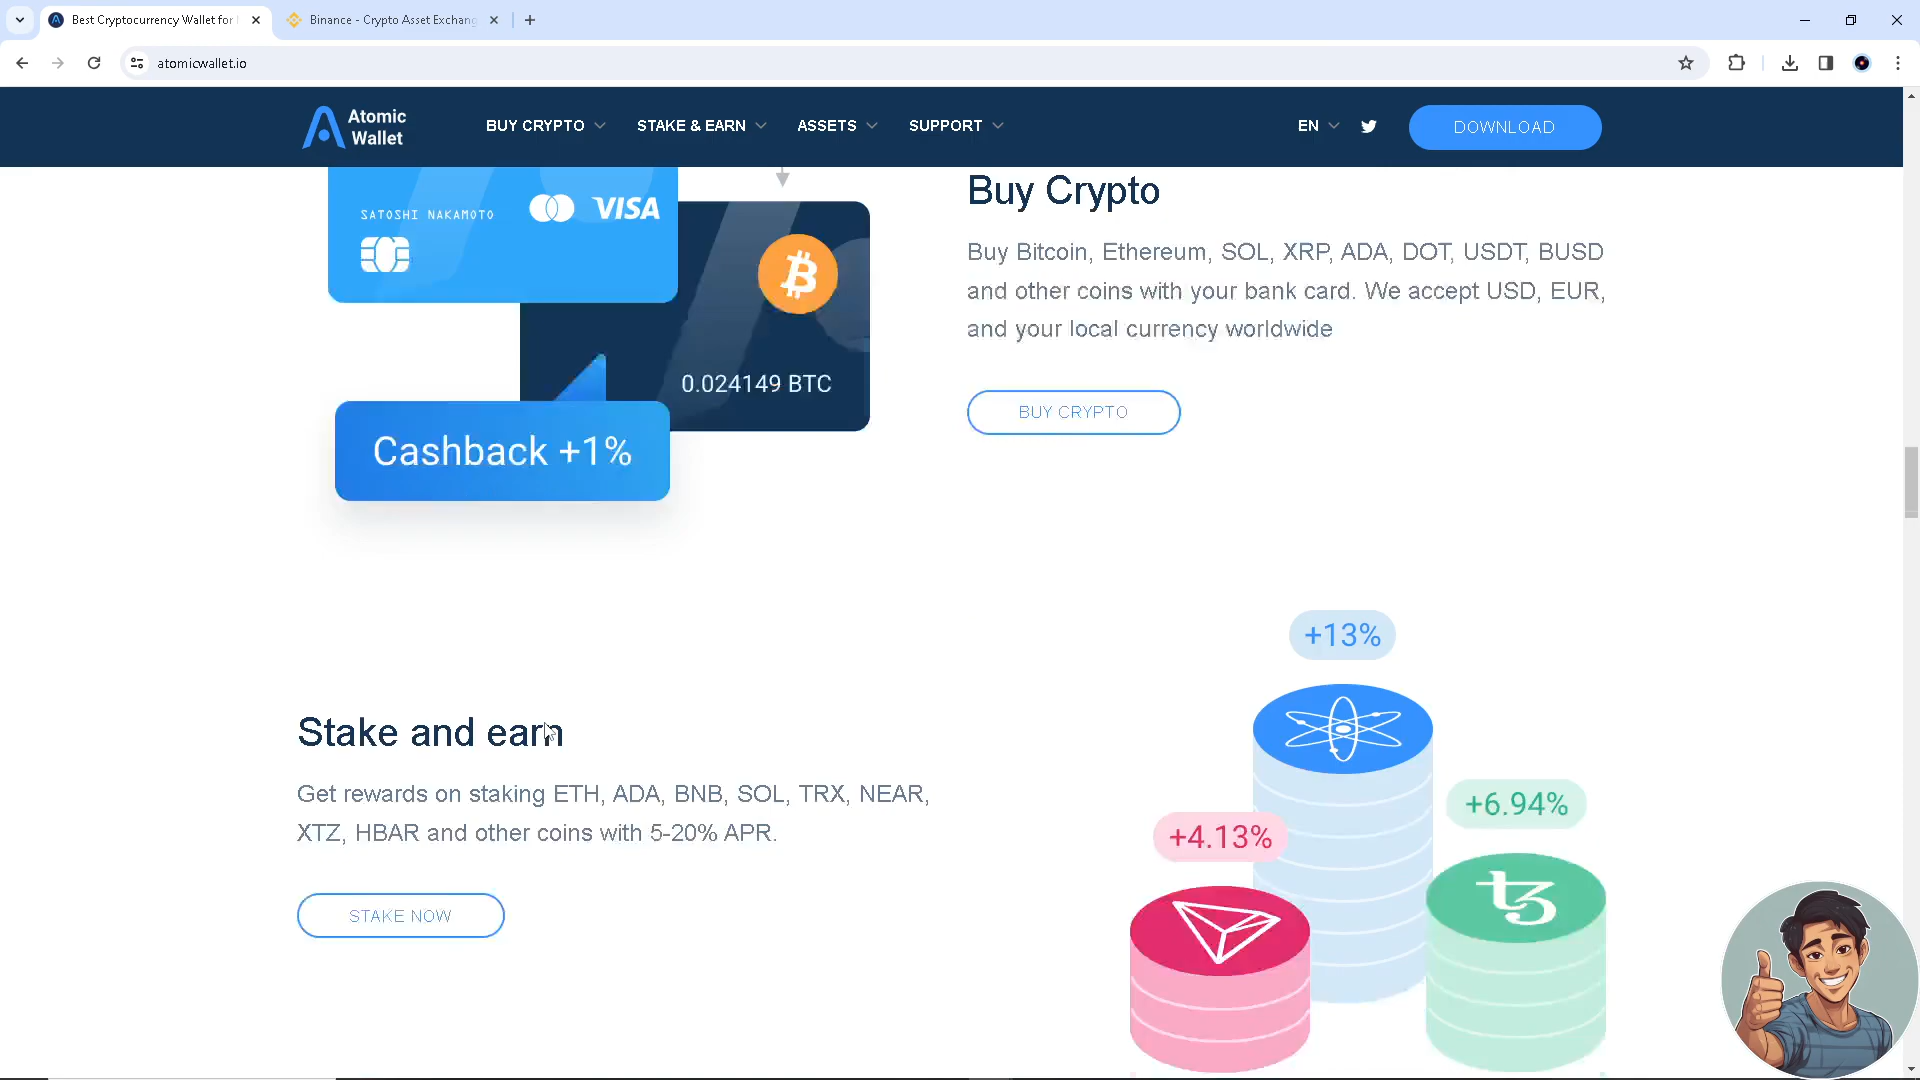 Best Cryptocurrency Wallet for
Binance - Crypto Asset Exchang
atomicwallet.io
Atomic
Wallet
BUY CRYPTO
STAKE & EARN
ASSETS
SUPPORT
EN
DOWNLOAD
SATOSHI NAKAMOTO
VISA
0.024149 BTC
Cashback +1%
Buy Crypto
Buy Bitcoin, Ethereum, SOL, XRP, ADA, DOT, USDT, BUSD
and other coins with your bank card. We accept USD, EUR,
and your local currency worldwide
BUY CRYPTO
Stake and earn
Get rewards on staking ETH, ADA, BNB, SOL, TRX, NEAR,
XTZ, HBAR and other coins with 5-20% APR.
STAKE NOW
+13%
+6.94%
+4.13%